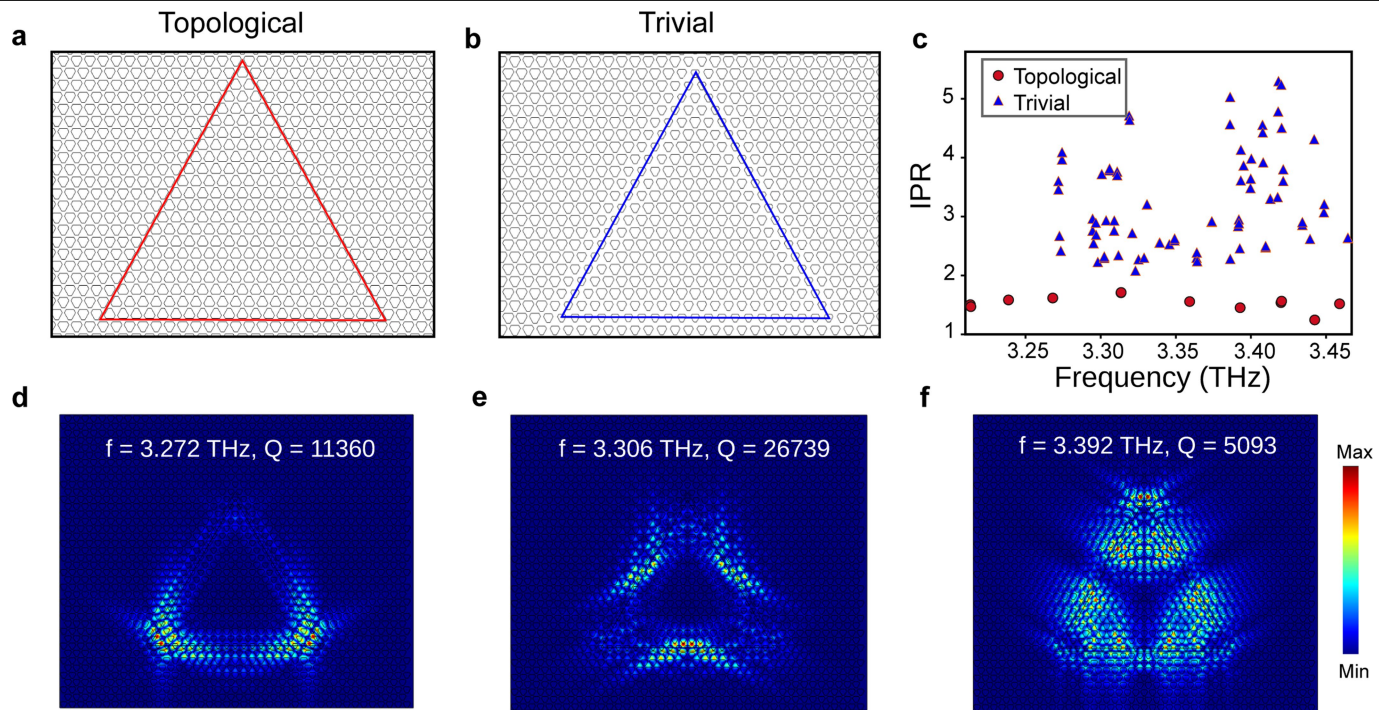 Topological
Trivial
a
b
c
Topological
Trivial
IPR
5
4
3
2
1
3.25
3.30
3.35
3.40
3.45
Frequency (THz)
d
e
f
f = 3.272 THz, Q = 11360
f = 3.306 THz, Q = 26739
f = 3.392 THz, Q = 5093
Max
Min